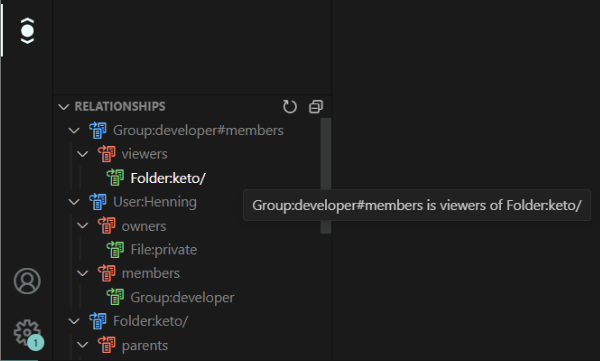 RELATIONSHIPS
Group:developer#members
viewers
Folder:keto/
Group:developer#members is viewers of Folder:keto/
User:Henning
owners
File:private
members
Group:developer
Folder:keto/
parents
1